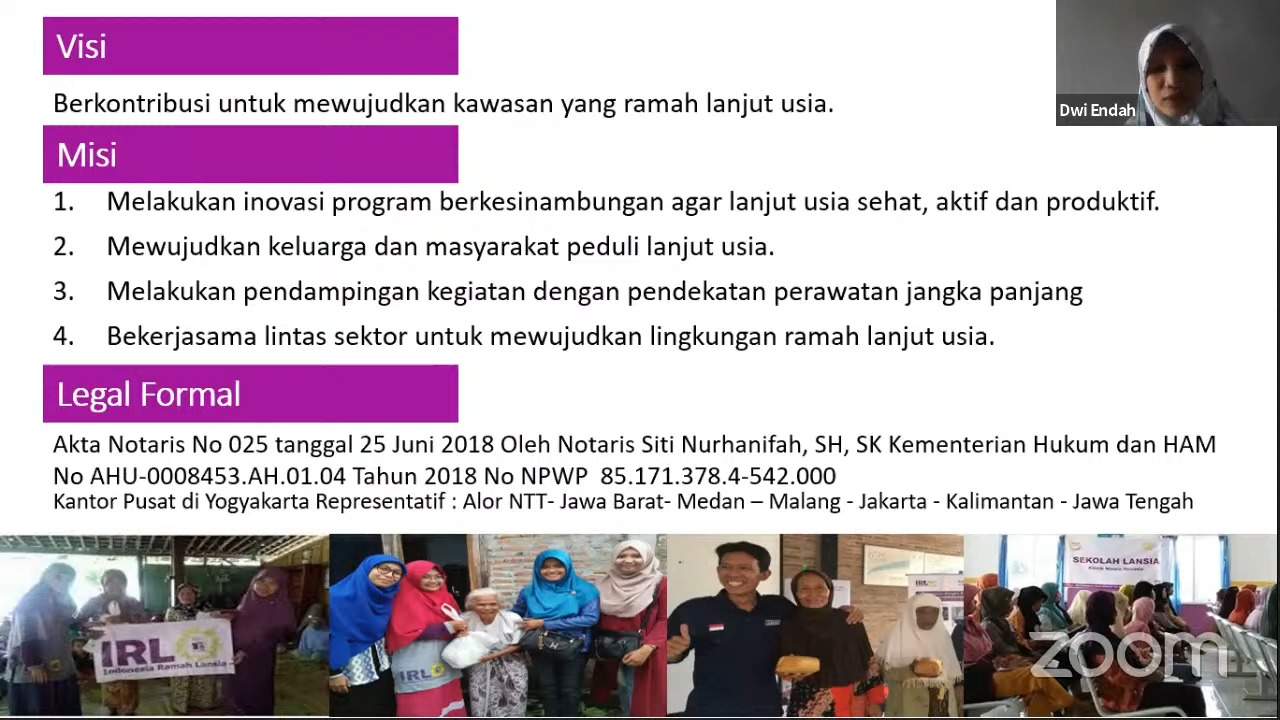 Visi
Dwi Endah
Berkontribusi untuk mewujudkan kawasan yang ramah lanjut usia.
Misi
1. Melakukan inovasi program berkesinambungan agar lanjut usia sehat, aktif dan produktif.
2. Mewujudkan keluarga dan masyarakat peduli lanjut usia.
3. Melakukan pendampingan kegiatan dengan pendekatan perawatan jangka panjang
4. Bekerjasama lintas sektor untuk mewujudkan lingkungan ramah lanjut usia.
Legal Formal
Akta Notaris No 025 tanggal 25 Juni 2018 Oleh Notaris Siti Nurhanifah, SH, SK Kementerian Hukum dan HAM
No AHU-0008453.AH.01.04 Tahun 2018 No NPWP 85.171.378.4-542.000
Kantor Pusat di Yogyakarta Representatif : Alor NTT- Jawa Barat- Medan – Malang - Jakarta - Kalimantan - Jawa Tengah
IRL
Indonesia Ramah Lansia
IRL
IRL
SEKOLAH LANSIA
zoom